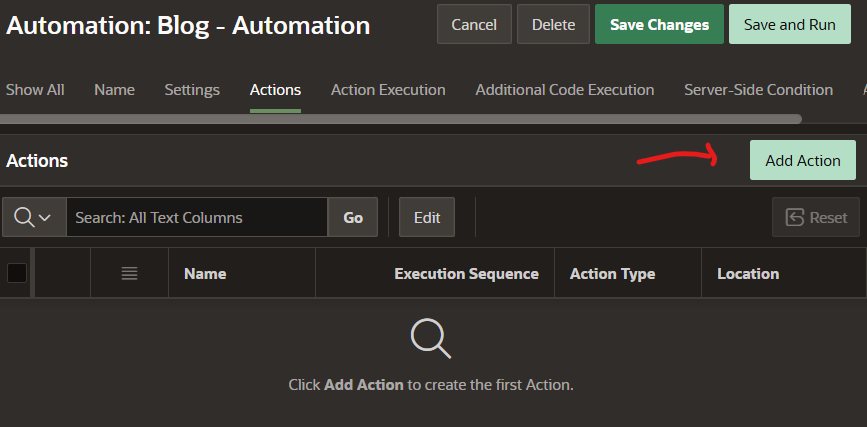 Automation: Blog - Automation Cancel Delete Save Changes Save and Run
Show All Name Settings Actions Action Execution Additional Code Execution Server-Side Condition
Actions Add Action
Search: All Text Columns Go Edit Reset
Name Execution Sequence Action Type Location
Click Add Action to create the first Action.